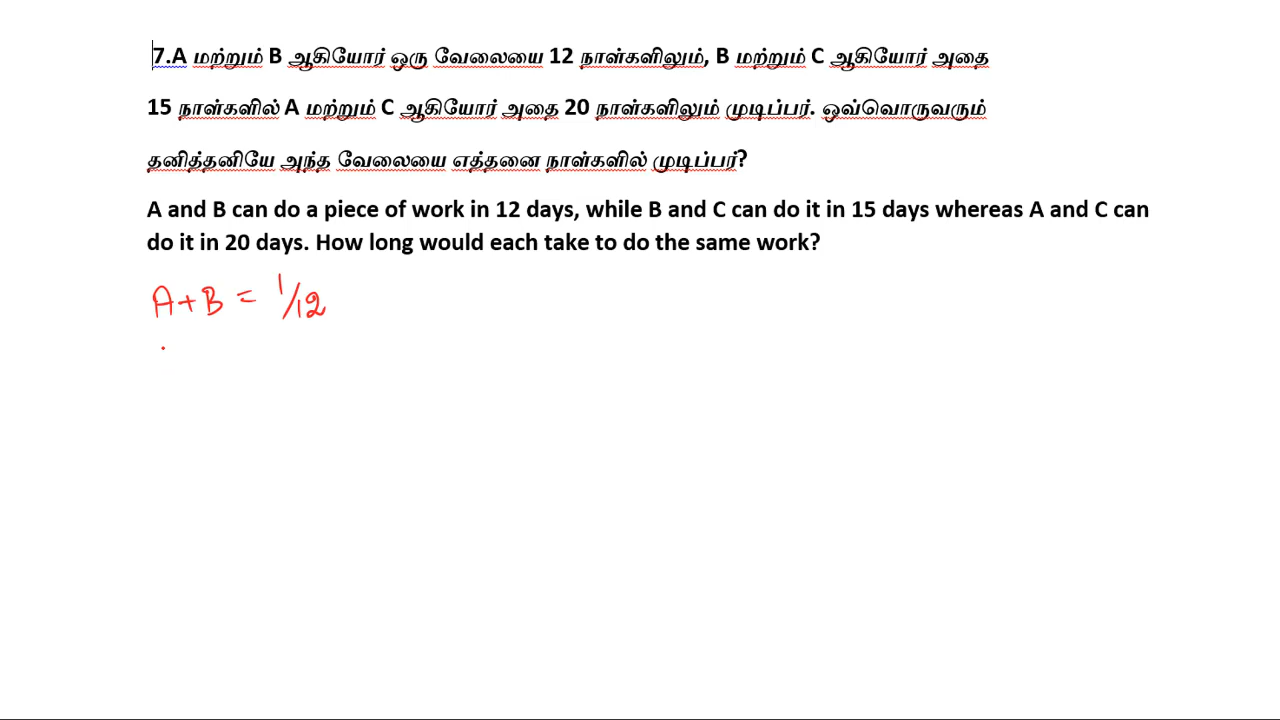 7.A மற்றும் B ஆகியோர் ஒரு வேலையை 12 நாள்களிலும், B மற்றும் C ஆகியோர் அதை
15 நாள்களில் A மற்றும் C ஆகியோர் அதை 20 நாள்களிலும் முடிப்பர். ஒவ்வொருவரும்
தனித்தனியே அந்த வேலையை எத்தனை நாள்களில் முடிப்பர்?
A and B can do a piece of work in 12 days, while B and C can do it in 15 days whereas A and C can
do it in 20 days. How long would each take to do the same work?
A+B = 1/12